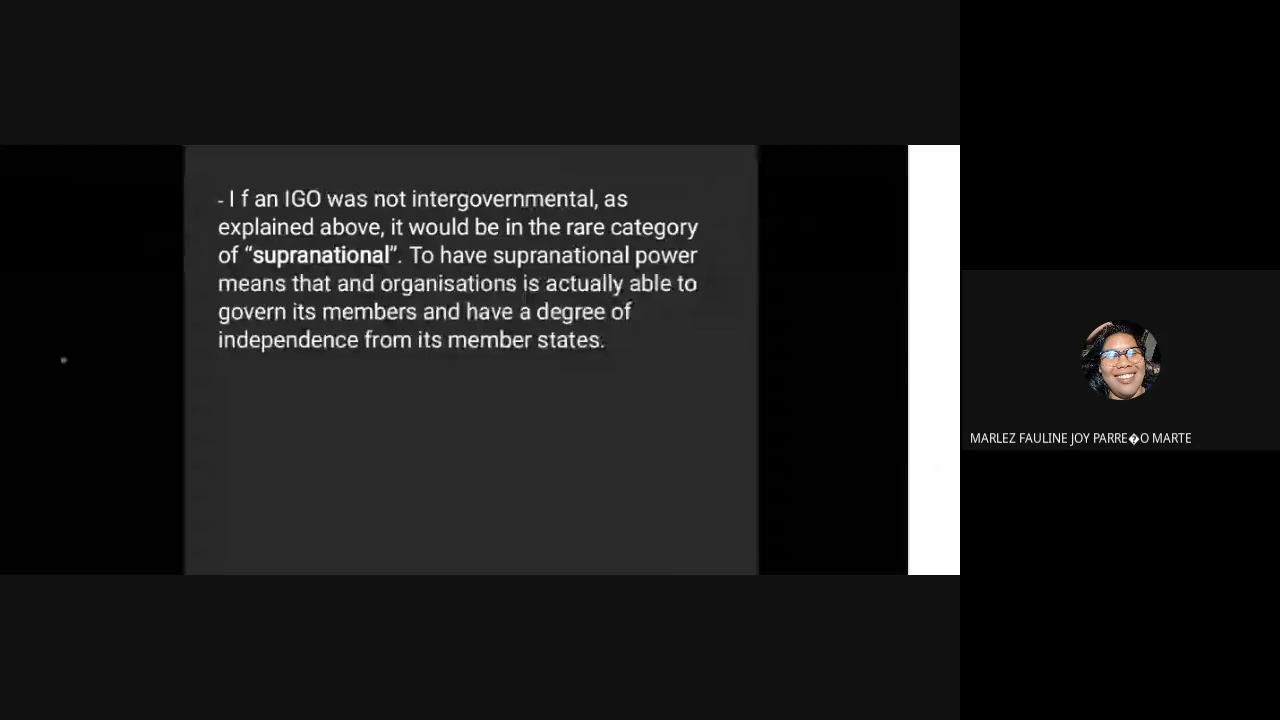 - I f an IGO was not intergovernmental, as
explained above, it would be in the rare category
of “supranational”. To have supranational power
means that and organisations is actually able to
govern its members and have a degree of
independence from its member states.
MARLEZ FAULINE JOY PARRE�O MARTE